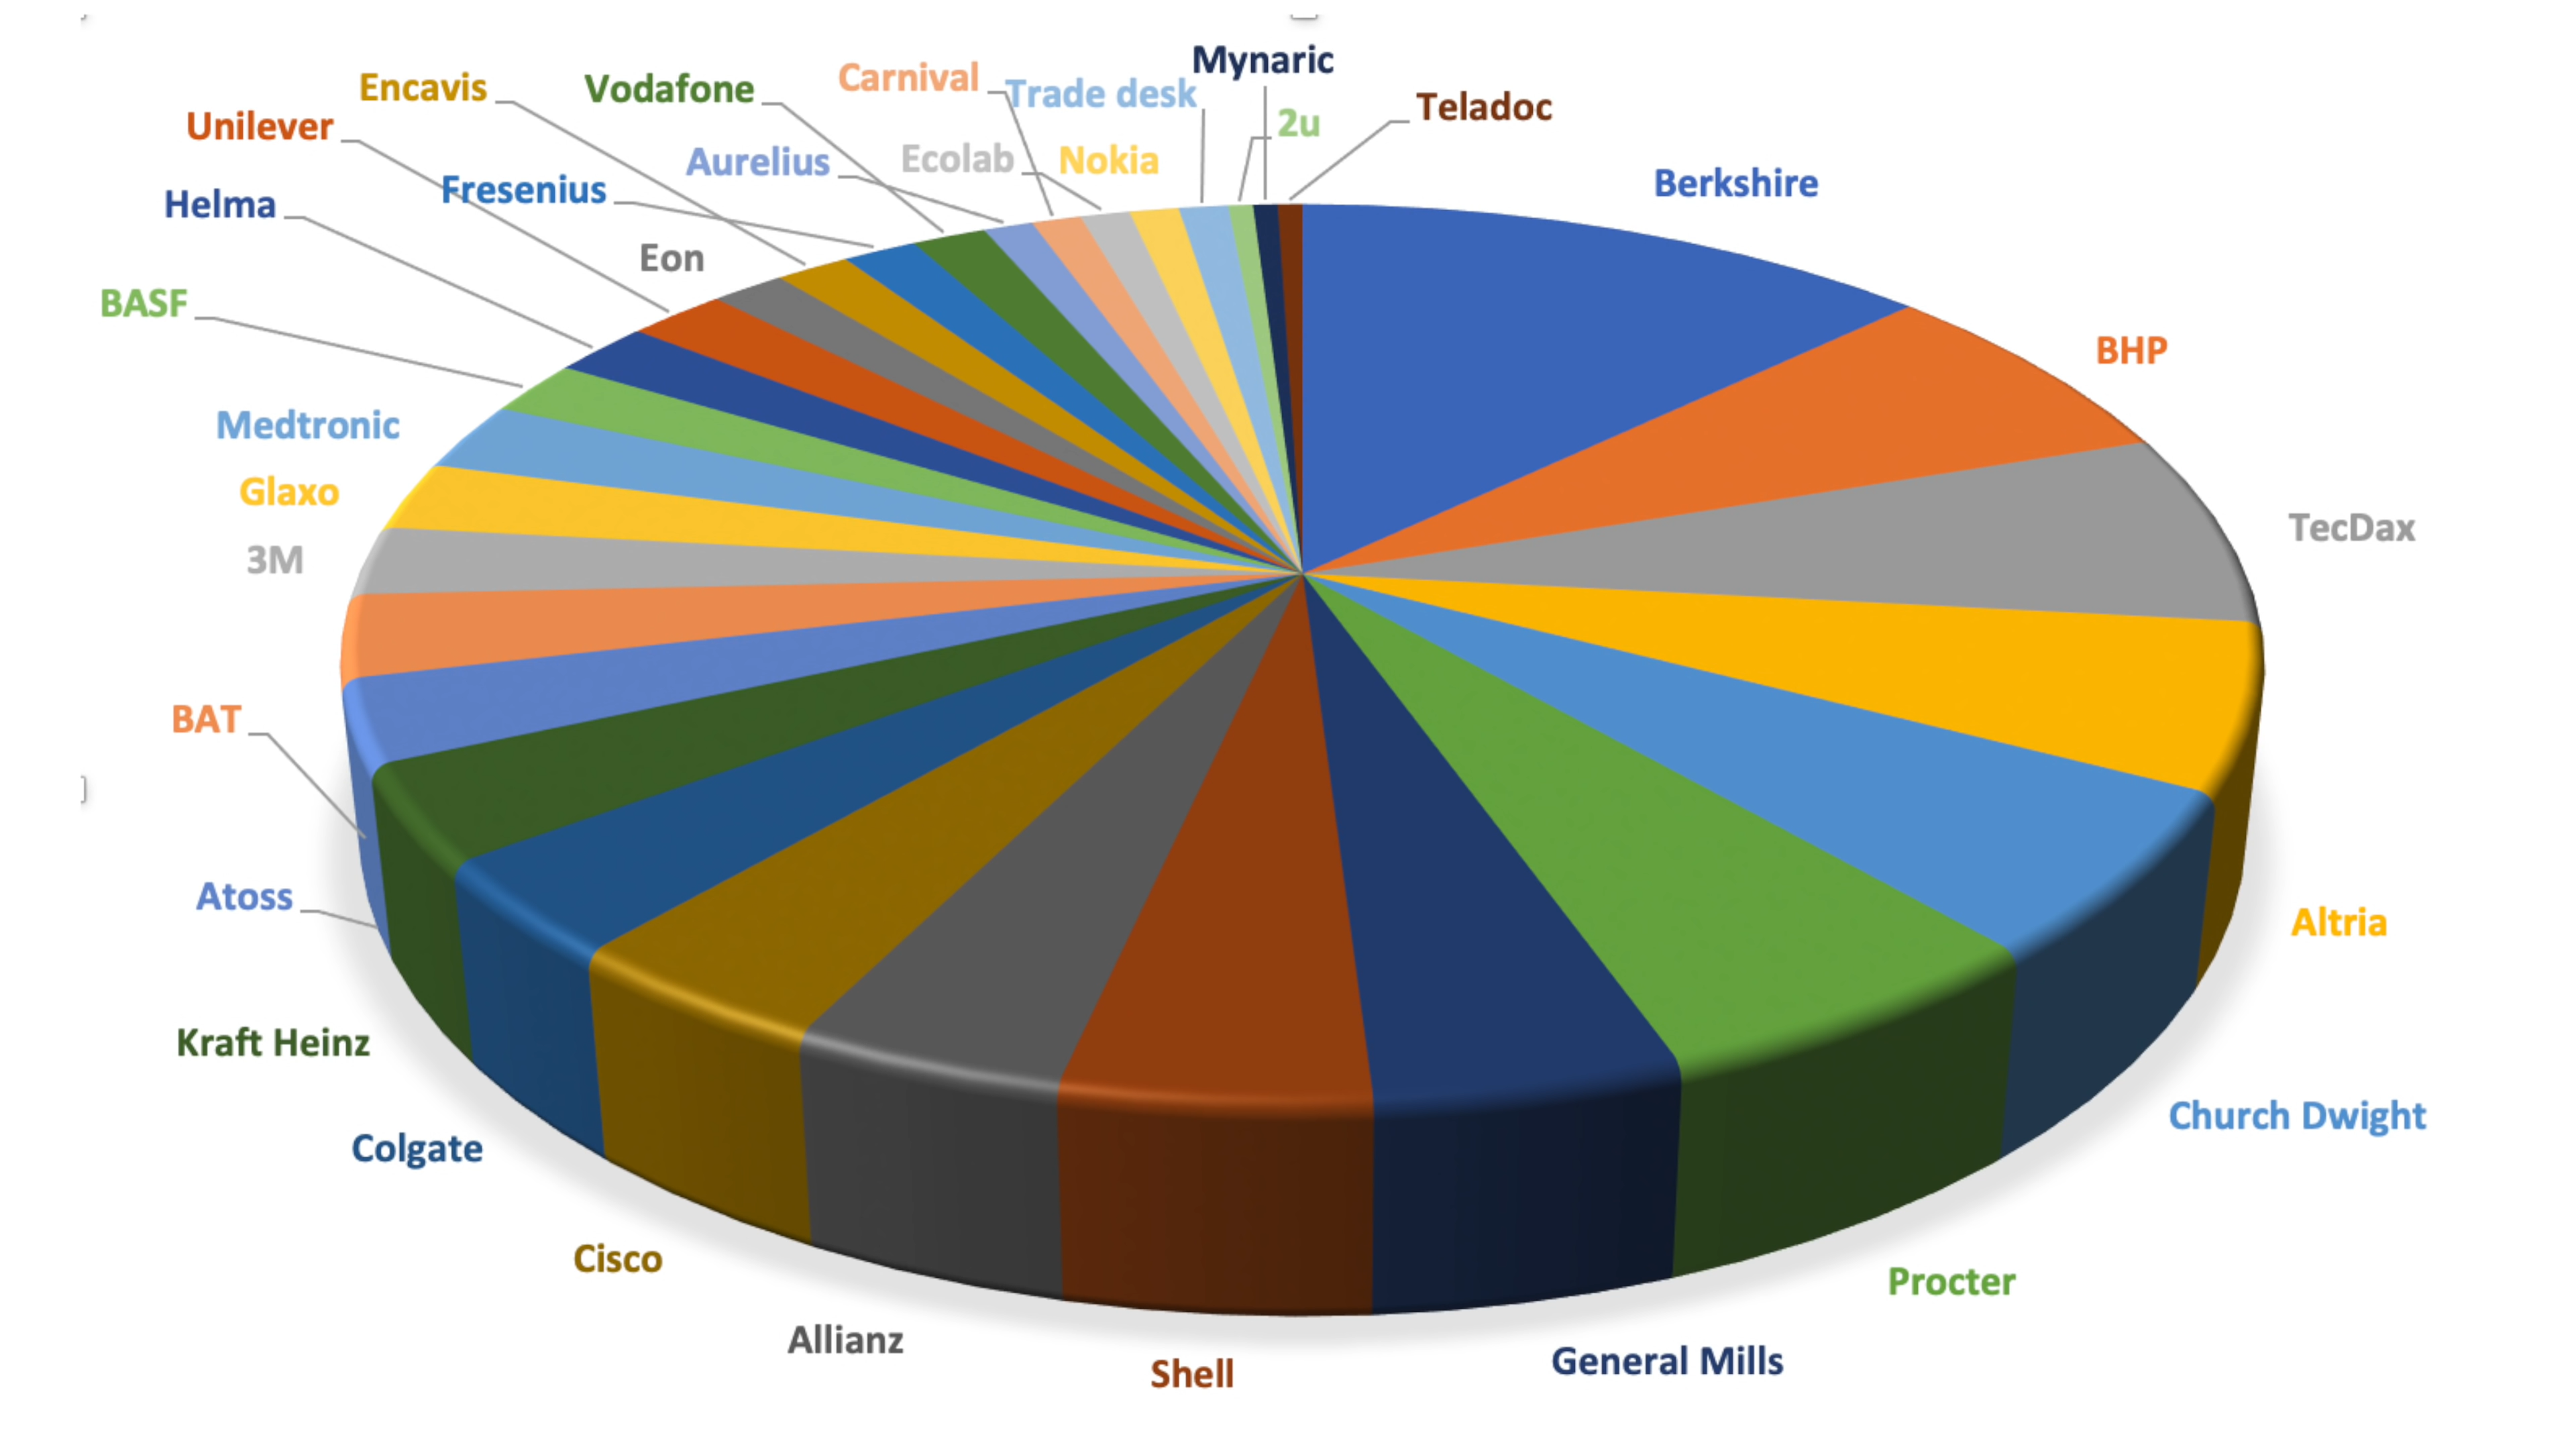 Mynaric
Carnival
Encavis
Vodafone
Trade desk
Teladoc
Unilever
2u
Aurelius
Ecolab
Nokia
Berkshire
Helma
Fresenius
Eon
BASF
BHP
Medtronic
Glaxo
TecDax
3M
BAT
Atoss
Altria
Kraft Heinz
Church Dwight
Colgate
Cisco
Procter
Allianz
General Mills
Shell